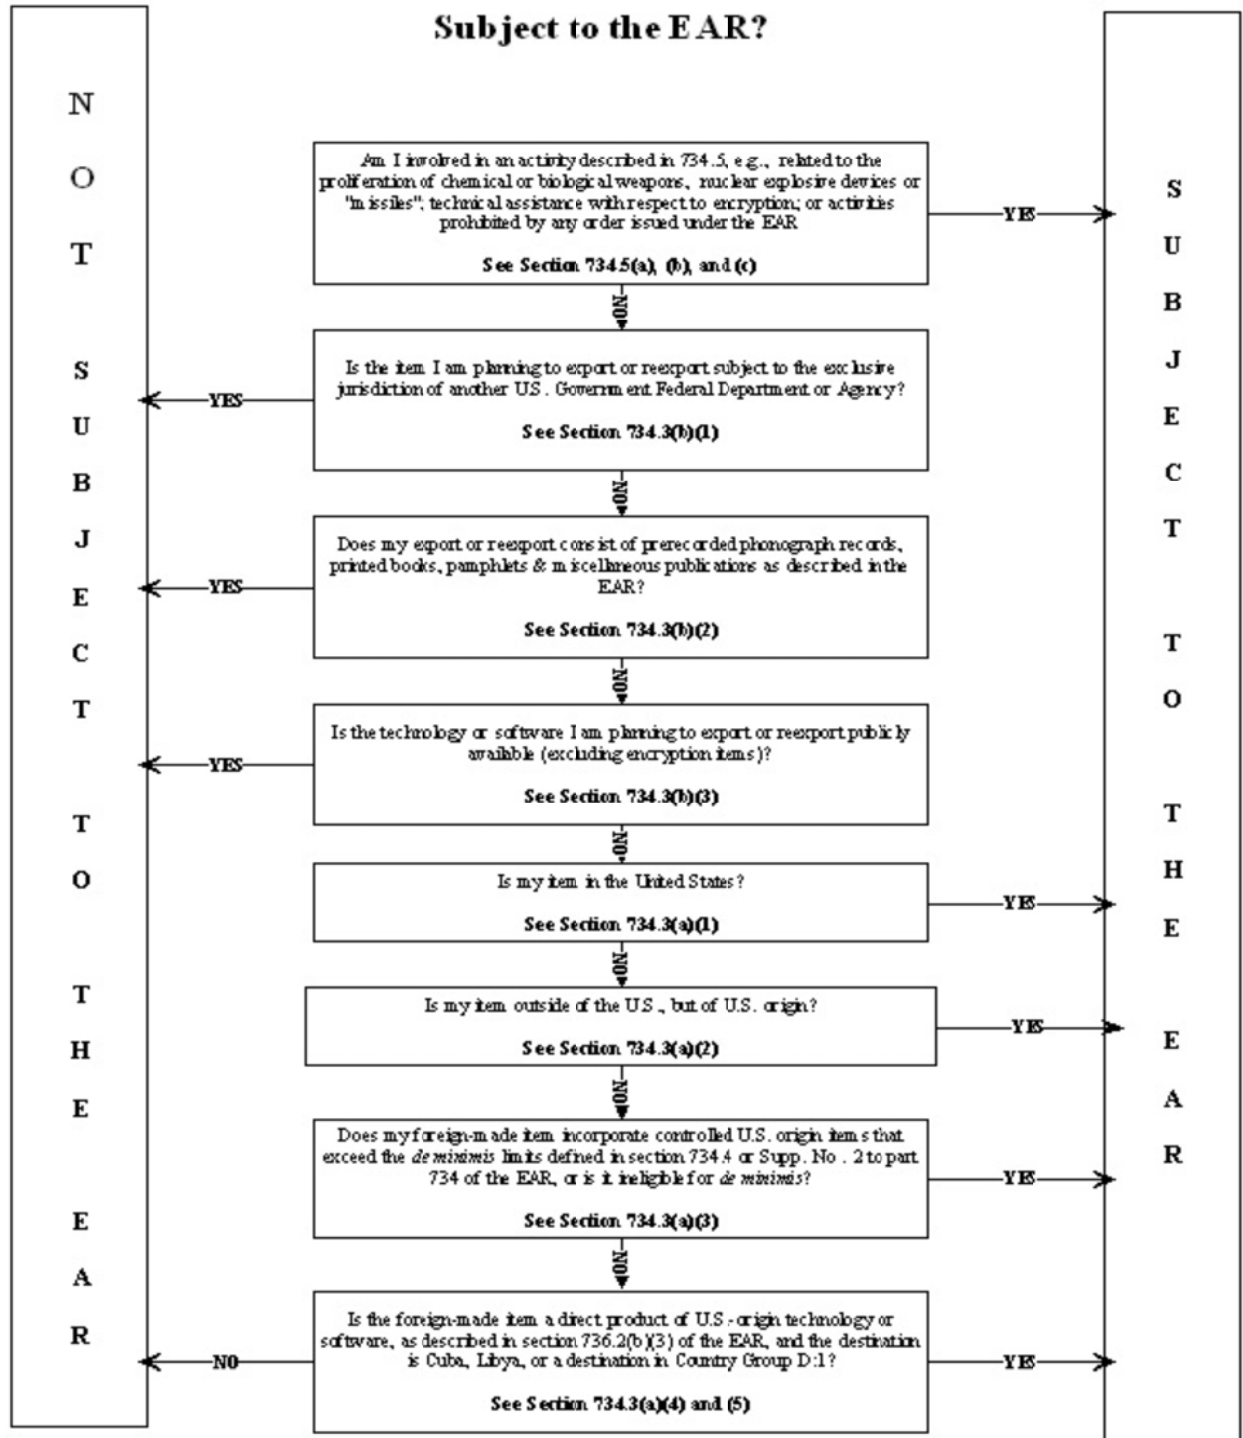 Subject to the EAR?
NOT SUBJECT TO THE EAR
Am I involved in an activity described in 734.5, e.g., related to the
proliferation of chemical or biological weapons, nuclear explosive devices or
"missiles"; technical assistance with respect to encryption; or activities
prohibited by any order issued under the EAR
See Section 734.5(a), (b), and (c)
YES
NO
Is the item I am planning to export or reexport subject to the exclusive
jurisdiction of another U.S. Government Federal Department or Agency?
See Section 734.3(b)(1)
YES
NO
Does my export or reexport consist of prerecorded phonograph records,
printed books, pamphlets & miscellaneous publications as described in the
EAR?
See Section 734.3(b)(2)
YES
NO
Is the technology or software I am planning to export or reexport publicly
available (excluding encryption items)?
See Section 734.3(b)(3)
YES
NO
Is my item in the United States?
See Section 734.3(a)(1)
YES
NO
Is my item outside of the U.S., but of U.S. origin?
See Section 734.3(a)(2)
YES
NO
Does my foreign-made item incorporate controlled U.S. origin items that
exceed the de minimis limits defined in section 734.4 or Supp. No. 2 to part
734 of the EAR, or is it ineligible for de minimis?
See Section 734.3(a)(3)
YES
NO
Is the foreign-made item a direct product of U.S.-origin technology or
software, as described in section 736.2(b)(3) of the EAR, and the destination
is Cuba, Libya, or a destination in Country Group D:1?
See Section 734.3(a)(4) and (5)
NO
YES
SUBJECT TO THE EAR